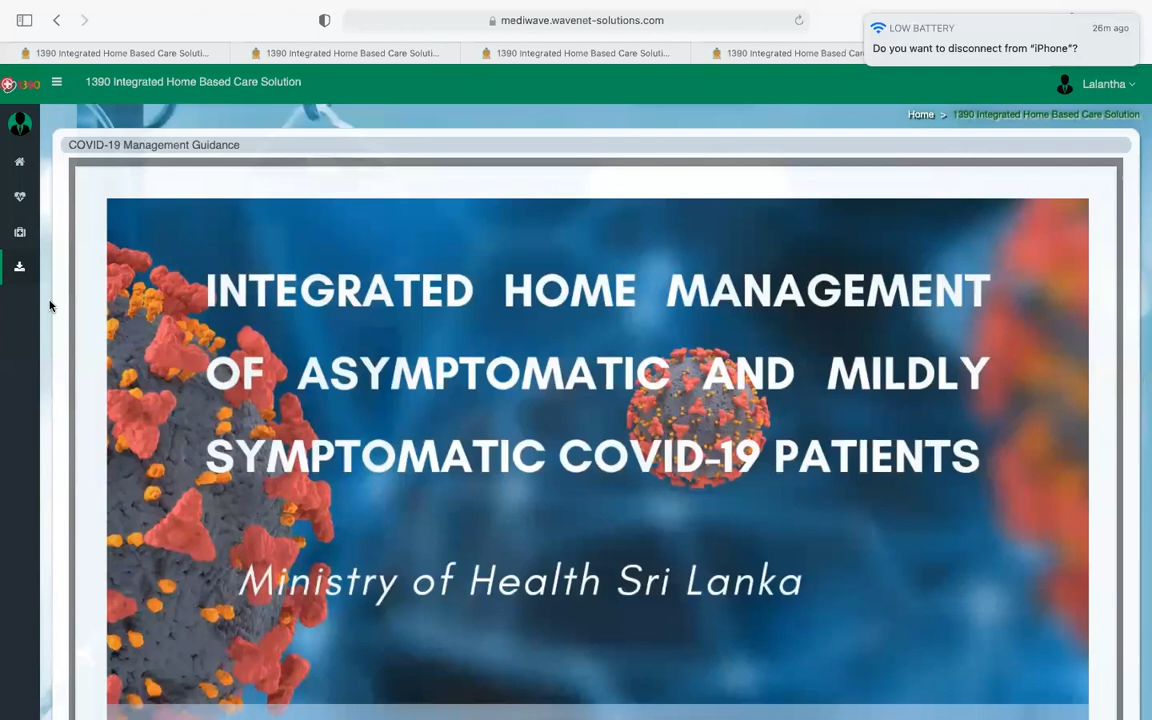 mediwave.wavenet-solutions.com
LOW BATTERY
26m ago
Do you want to disconnect from “iPhone”?
1390 Integrated Home Based Care Soluti...
1390 Integrated Home Based Care Soluti...
1390 Integrated Home Based Care Soluti...
1390 Integrated Home Based Care
1390
1390 Integrated Home Based Care Solution
Lalantha
Home > 1390 Integrated Home Based Care Solution
COVID-19 Management Guidance
INTEGRATED HOME MANAGEMENT
OF ASYMPTOMATIC AND MILDLY
SYMPTOMATIC COVID-19 PATIENTS
Ministry of Health Sri Lanka